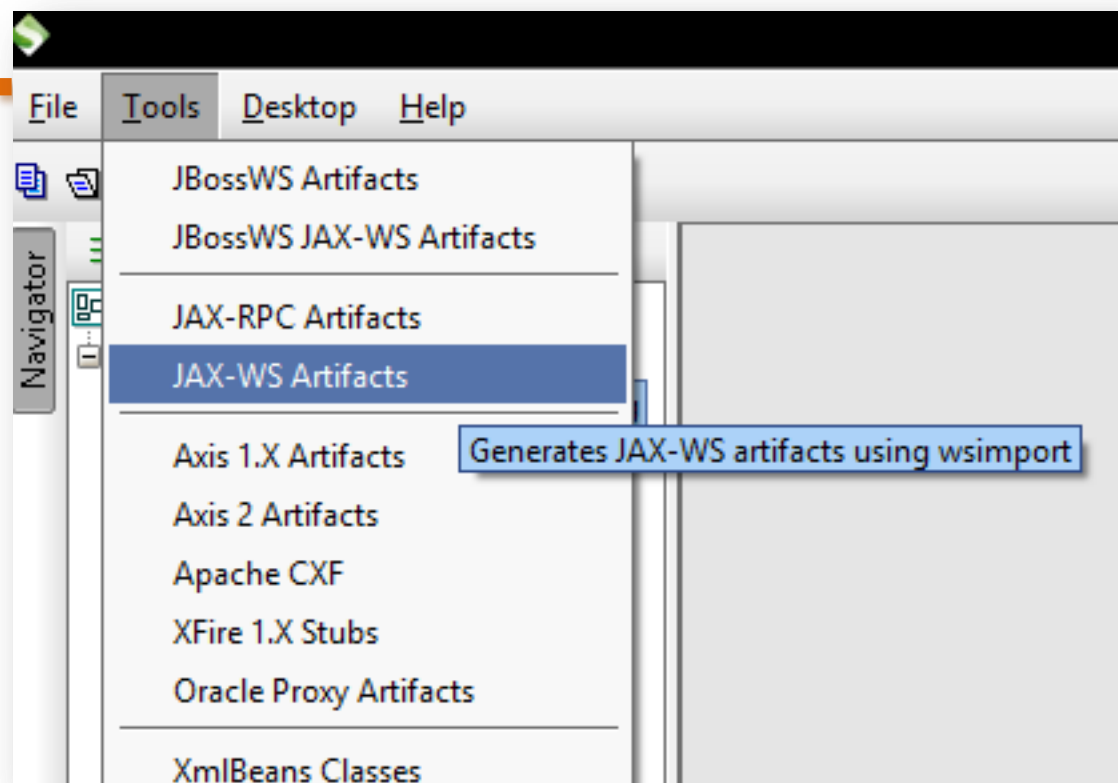 File Tools Desktop Help
JBossWS Artifacts
JBossWS JAX-WS Artifacts
Navigator
JAX-RPC Artifacts
JAX-WS Artifacts
Generates JAX-WS artifacts using wsimport
Axis 1.X Artifacts
Axis 2 Artifacts
Apache CXF
XFire 1.X Stubs
Oracle Proxy Artifacts
XmlBeans Classes